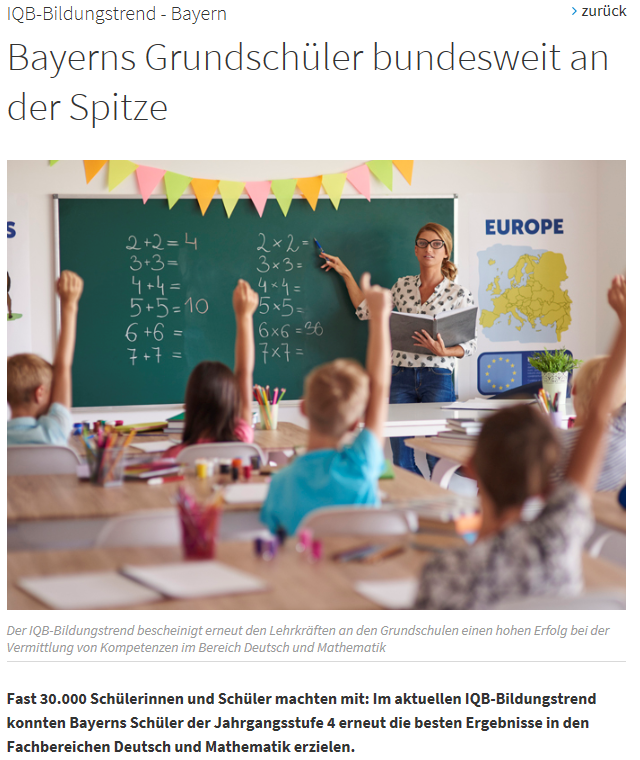 IQB-Bildungstrend - Bayern
zurück
Bayerns Grundschüler bundesweit an
der Spitze
S
EUROPE
2+2=4
3+3=
4+4=
5+5=10
6+6=
7+7=
2×2=
3×3=
4×4=
5×5=
6×6=36
7×7=
Der IQB-Bildungstrend bescheinigt erneut den Lehrkräften an den Grundschulen einen hohen Erfolg bei der
Vermittlung von Kompetenzen im Bereich Deutsch und Mathematik
Fast 30.000 Schülerinnen und Schüler machten mit: Im aktuellen IQB-Bildungstrend
konnten Bayerns Schüler der Jahrgangsstufe 4 erneut die besten Ergebnisse in den
Fachbereichen Deutsch und Mathematik erzielen.